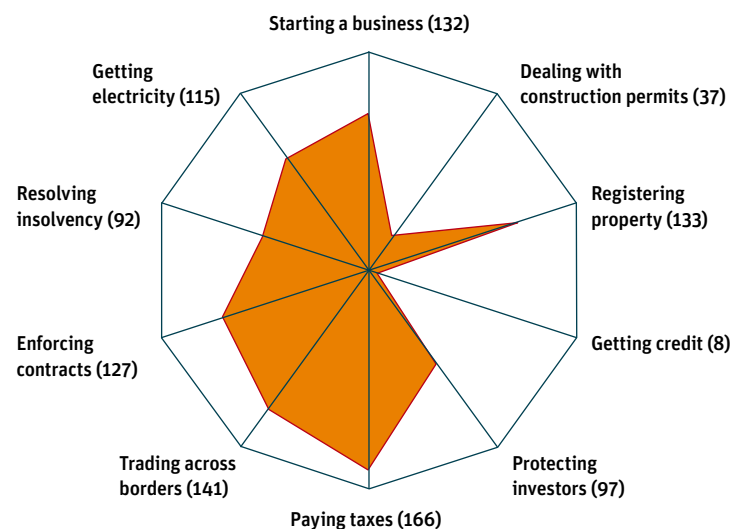 Starting a business (132)
Dealing with
construction permits (37)
Registering
property (133)
Getting credit (8)
Protecting
investors (97)
Paying taxes (166)
Trading across
borders (141)
Enforcing
contracts (127)
Resolving
insolvency (92)
Getting
electricity (115)